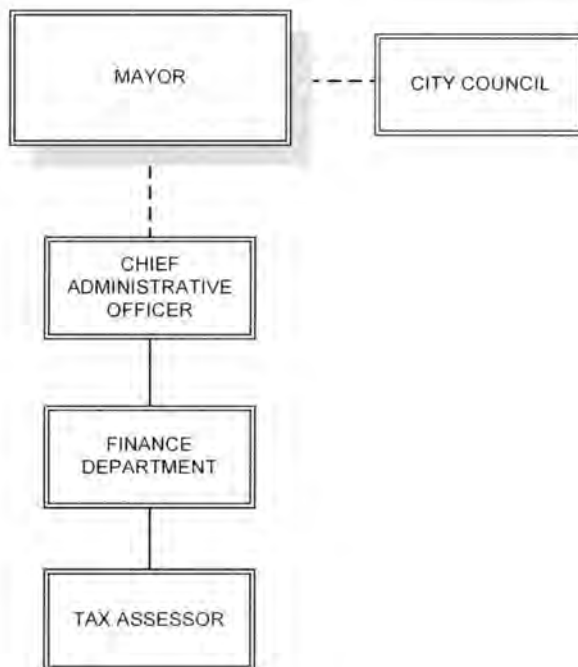 MAYOR
CITY COUNCIL
CHIEF
ADMINISTRATIVE
OFFICER
FINANCE
DEPARTMENT
TAX ASSESSOR